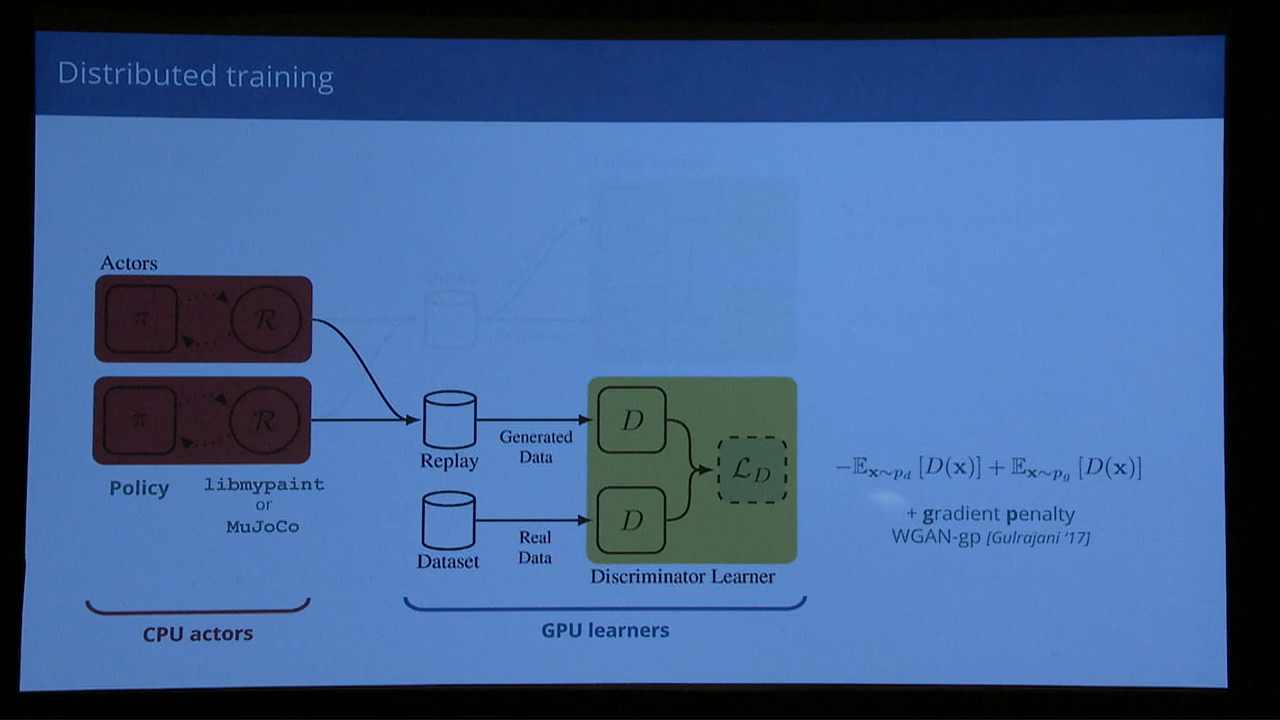 Distributed training
Actors
π
R
π
R
Policy
libmypaint
or
MuJoCo
CPU actors
Replay
Generated
Data
Dataset
Real
Data
D
D
L_D
Discriminator Learner
GPU learners
−𝔼_{x∼p_d} [D(x)] + 𝔼_{x∼p_g} [D(x)]
+ gradient penalty
WGAN-gp [Gulrajani '17]